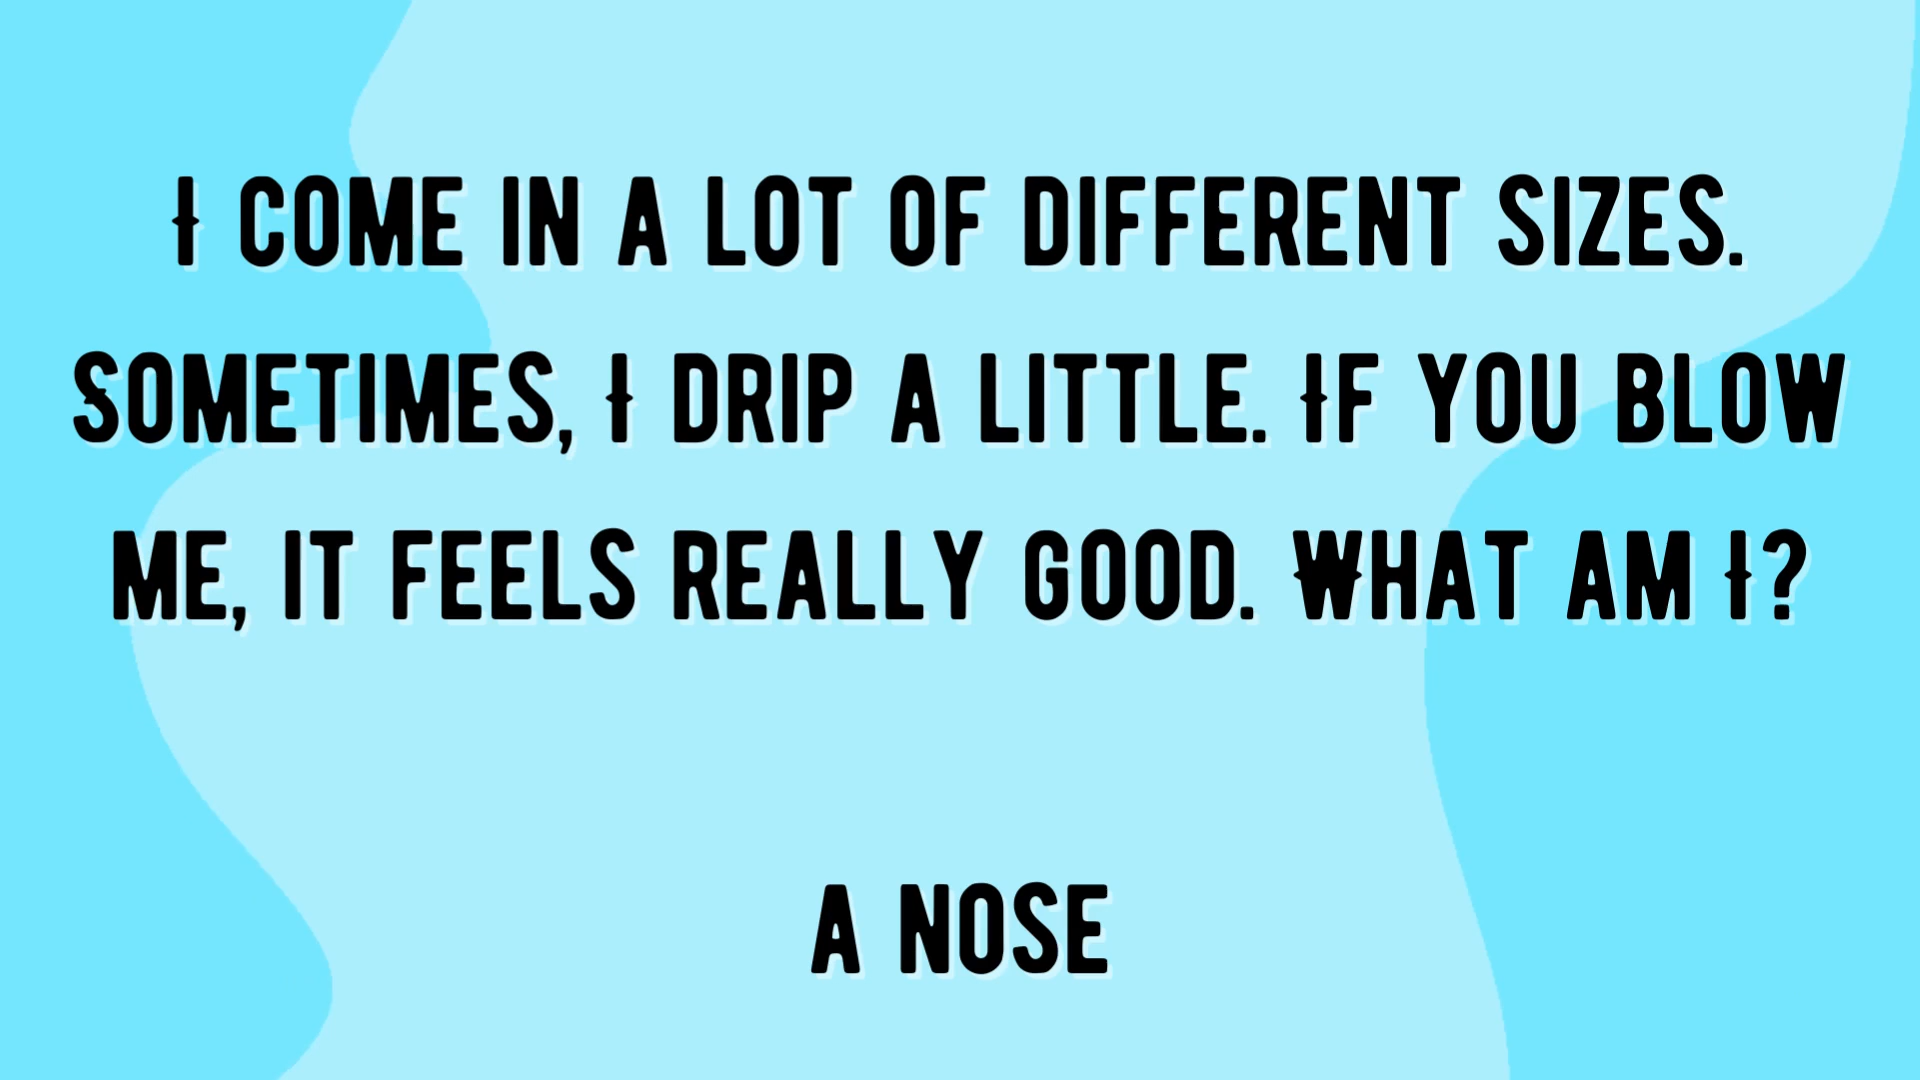 I COME IN A LOT OF DIFFERENT SIZES.
SOMETIMES, I DRIP A LITTLE. IF YOU BLOW
ME, IT FEELS REALLY GOOD. WHAT AM I?
A NOSE